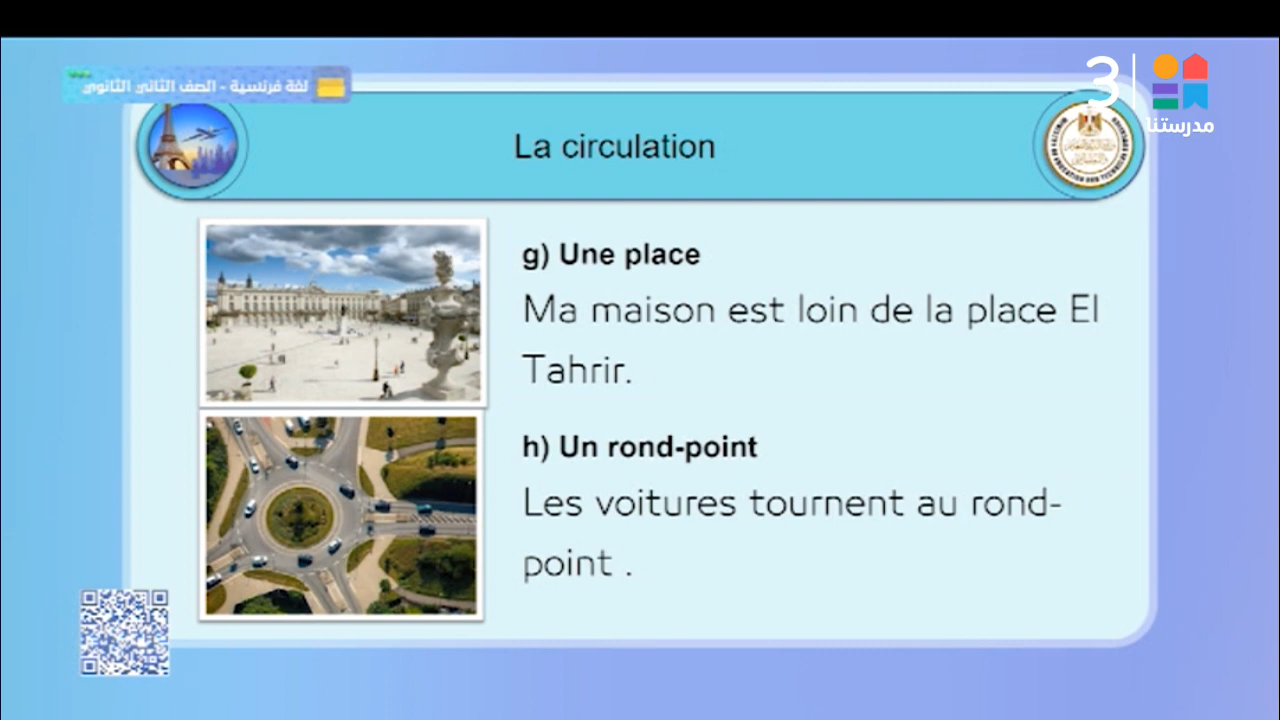 لغة فرنسية - الصف الثاني الثانوي
3
مدرستنا
La circulation
g) Une place
Ma maison est loin de la place El
Tahrir.
h) Un rond-point
Les voitures tournent au rond-
point .